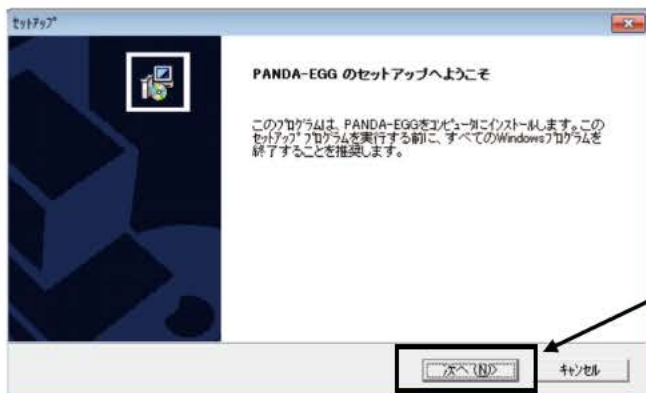 セットアップ
PANDA-EGG のセットアップへようこそ
このプログラムは、PANDA-EGGをコンピュータにインストールします。この
セットアップ プログラムを実行する前に、すべてのWindowsプログラムを
終了することを推奨します。
次へ(N)>
キャンセル